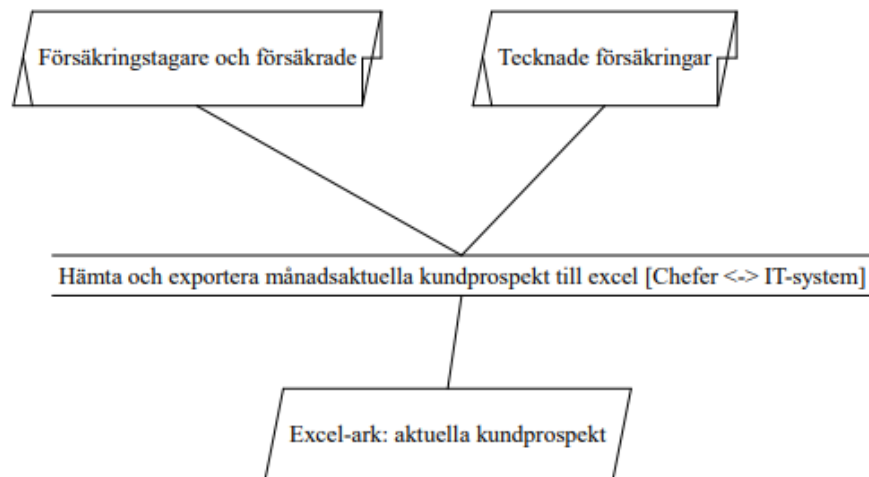 Försäkringstagare och försäkrade
Tecknade försäkringar
Hämta och exportera månadsaktuella kundprospekt till excel [Chefer <-> IT-system]
Excel-ark: aktuella kundprospekt